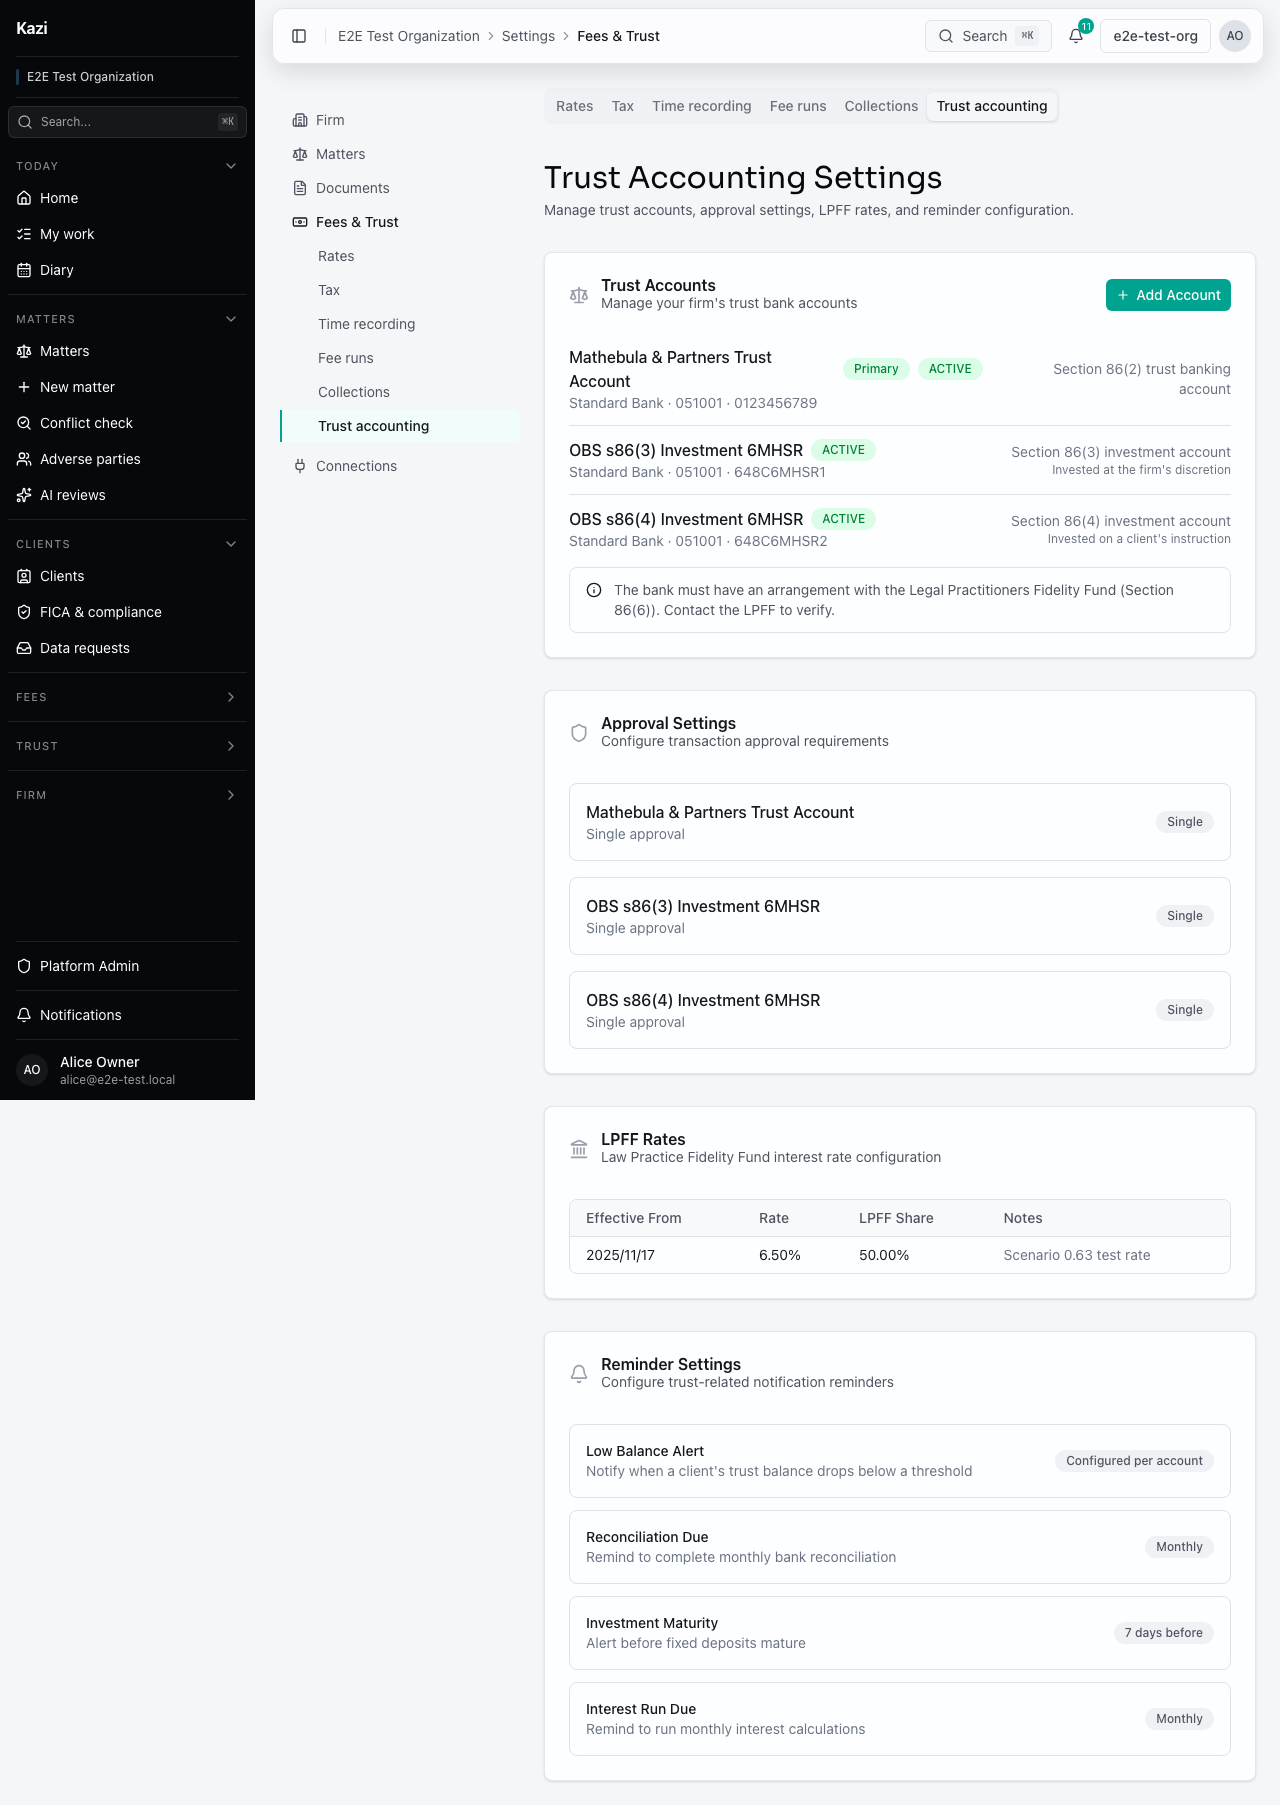 Kazi
E2E Test Organization
Search...
⌘K
TODAY
Home
My work
Diary
MATTERS
Matters
New matter
Conflict check
Adverse parties
AI reviews
CLIENTS
Clients
FICA & compliance
Data requests
FEES
TRUST
FIRM
Platform Admin
Notifications
AO
Alice Owner
alice@e2e-test.local
E2E Test Organization > Settings > Fees & Trust
Search ⌘K
11
e2e-test-org
AO
Firm
Matters
Documents
Fees & Trust
Rates
Tax
Time recording
Fee runs
Collections
Trust accounting
Connections
Rates Tax Time recording Fee runs Collections Trust accounting
Trust Accounting Settings
Manage trust accounts, approval settings, LPFF rates, and reminder configuration.
Trust Accounts
Manage your firm's trust bank accounts
+ Add Account
Mathebula & Partners Trust
Account
Primary ACTIVE
Standard Bank · 051001 · 0123456789
Section 86(2) trust banking
account
OBS s86(3) Investment 6MHSR ACTIVE
Standard Bank · 051001 · 648C6MHSR1
Section 86(3) investment account
Invested at the firm's discretion
OBS s86(4) Investment 6MHSR ACTIVE
Standard Bank · 051001 · 648C6MHSR2
Section 86(4) investment account
Invested on a client's instruction
The bank must have an arrangement with the Legal Practitioners Fidelity Fund (Section
86(6)). Contact the LPFF to verify.
Approval Settings
Configure transaction approval requirements
Mathebula & Partners Trust Account
Single approval
Single
OBS s86(3) Investment 6MHSR
Single approval
Single
OBS s86(4) Investment 6MHSR
Single approval
Single
LPFF Rates
Law Practice Fidelity Fund interest rate configuration
Effective From Rate LPFF Share Notes
2025/11/17 6.50% 50.00% Scenario 0.63 test rate
Reminder Settings
Configure trust-related notification reminders
Low Balance Alert
Notify when a client's trust balance drops below a threshold
Configured per account
Reconciliation Due
Remind to complete monthly bank reconciliation
Monthly
Investment Maturity
Alert before fixed deposits mature
7 days before
Interest Run Due
Remind to run monthly interest calculations
Monthly